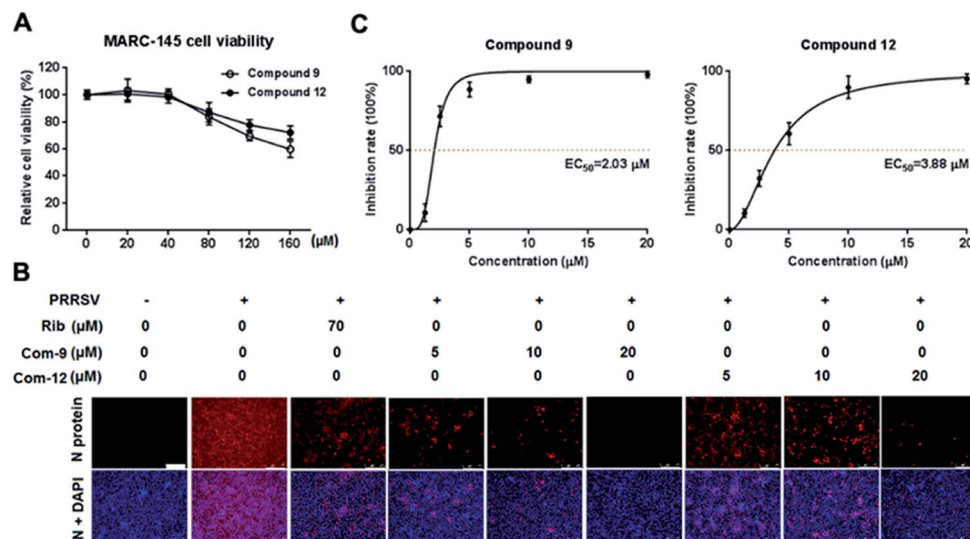 A
MARC-145 cell viability
Relative cell viability (%)
120
100
80
60
40
20
0
Compound 9
Compound 12
0 20 40 80 120 160 (μM)
C
Compound 9
Inhibition rate (100%)
100
50
0
EC50=2.03 μM
0 5 10 15 20
Concentration (μM)
Compound 12
Inhibition rate (100%)
100
50
0
EC50=3.88 μM
0 5 10 15 20
Concentration (μM)
B
PRRSV - + + + + + + + +
Rib (μM) 0 0 70 0 0 0 0 0 0
Com-9 (μM) 0 0 0 5 10 20 0 0 0
Com-12 (μM) 0 0 0 0 0 0 5 10 20
N protein
N + DAPI